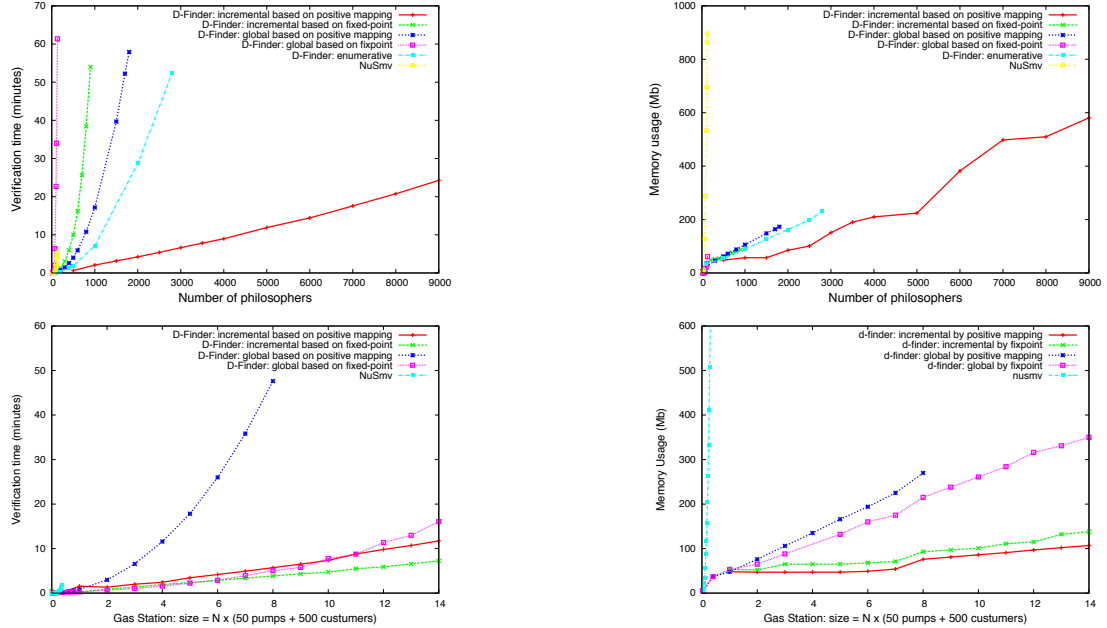 D-Finder: incremental based on positive mapping
D-Finder: incremental based on fixed-point
D-Finder: global based on positive mapping
D-Finder: global based on fixpoint
D-Finder: enumerative
NuSmv
Verification time (minutes)
70
60
50
40
30
20
10
0
0 1000 2000 3000 4000 5000 6000 7000 8000 9000
Number of philosophers
D-Finder: incremental based on positive mapping
D-Finder: incremental based on fixed-point
D-Finder: global based on positive mapping
D-Finder: global based on fixed-point
D-Finder: enumerative
NuSmv
Memory usage (Mb)
1000
800
600
400
200
0
0 1000 2000 3000 4000 5000 6000 7000 8000 9000
Number of philosophers
D-Finder: incremental based on positive mapping
D-Finder: incremental based on fixed-point
D-Finder: global based on positive mapping
D-Finder: global based on fixed-point
NuSmv
Verification time (minutes)
60
50
40
30
20
10
0
0 2 4 6 8 10 12 14
Gas Station: size = N x (50 pumps + 500 custumers)
d-finder: incremental by positive mapping
d-finder: incremental by fixpoint
d-finder: global by positive mapping
d-finder: global by fixpoint
nusmv
Memory Usage (Mb)
600
500
400
300
200
100
0
0 2 4 6 8 10 12 14
Gas Station: size = N x (50 pumps + 500 custumers)